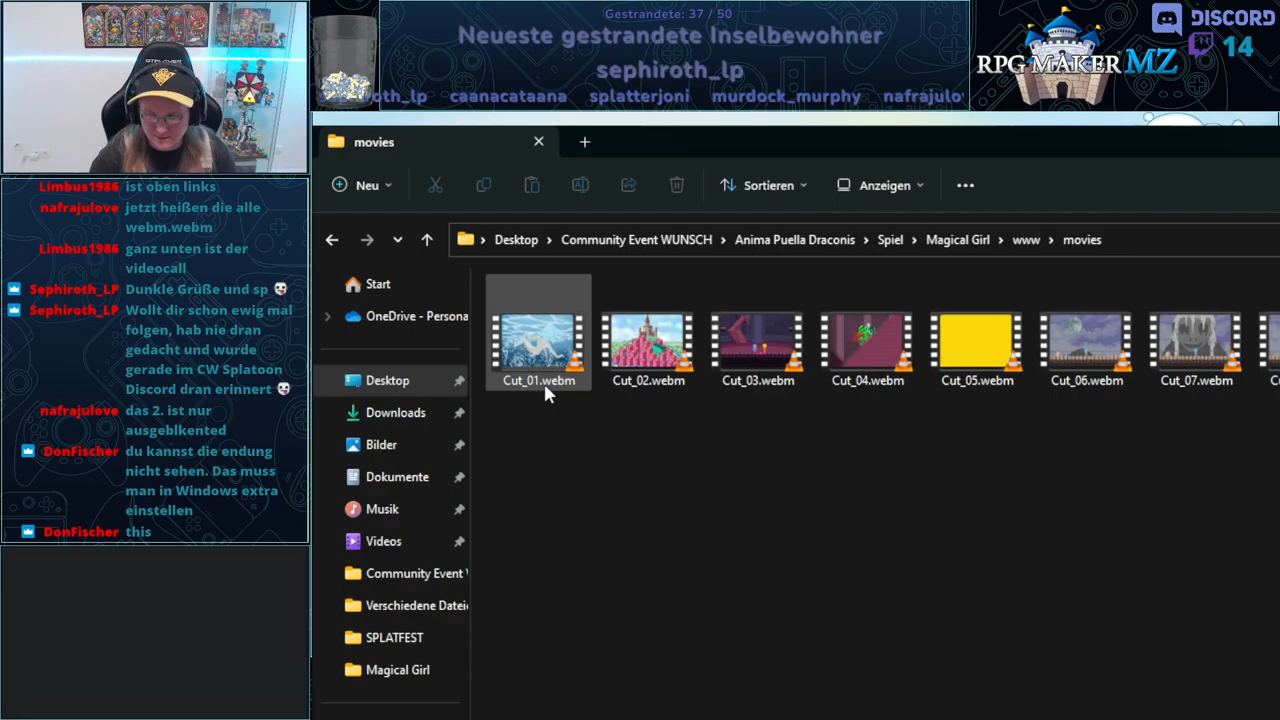 Gestrandete: 37 / 50
Neueste gestrandete Inselbewohner
sephiroth_lp
oth_lp caanacataana splatterjoni murdock_murphy nafrajulov
RPG MAKER MZ
DISCORD
14
Limbus1986 ist oben links
nafrajulove jetzt heißen die alle
webm.webm
Limbus1986 ganz unten ist der
videocall
Sephiroth_LP Dunkle Grüße und sp
Sephiroth_LP Wollt dir schon ewig mal
folgen, hab nie dran
gedacht und wurde
gerade im CW Splatoon
Discord dran erinnert
nafrajulove das 2. ist nur
ausgeblkented
DonFischer du kannst die endung
nicht sehen. Das muss
man in Windows extra
einstellen
DonFischer this
movies
Neu
Sortieren
Anzeigen
Desktop > Community Event WUNSCH > Anima Puella Draconis > Spiel > Magical Girl > www > movies
Start
OneDrive - Persona
Desktop
Downloads
Bilder
Dokumente
Musik
Videos
Community Event
Verschiedene Datei
SPLATFEST
Magical Girl
Cut_01.webm
Cut_02.webm
Cut_03.webm
Cut_04.webm
Cut_05.webm
Cut_06.webm
Cut_07.webm